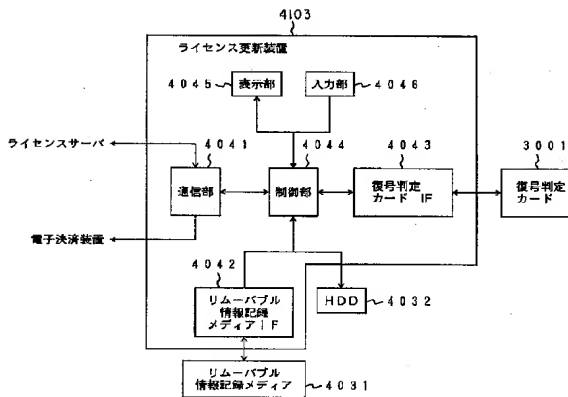 4103
ライセンス更新装置
4045
表示部
入力部
4046
ライセンスサーバ
4041
4044
4043
3001
通信部
制御部
復号判定
カード IF
復号判定
カード
電子決済装置
4042
リムーバブル
情報記録
メディアIF
HDD
4032
リムーバブル
情報記録メディア
4031